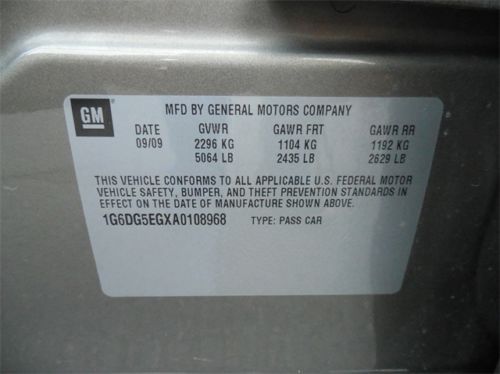 GM
MFD BY GENERAL MOTORS COMPANY
DATE GVWR GAWR FRT GAWR RR
09/09 2296 KG 1104 KG 1192 KG
5064 LB 2435 LB 2629 LB
THIS VEHICLE CONFORMS TO ALL APPLICABLE U.S. FEDERAL MOTOR
VEHICLE SAFETY, BUMPER, AND THEFT PREVENTION STANDARDS IN
EFFECT ON THE DATE OF MANUFACTURE SHOWN ABOVE.
1G6DG5EGXA0108968 TYPE: PASS CAR